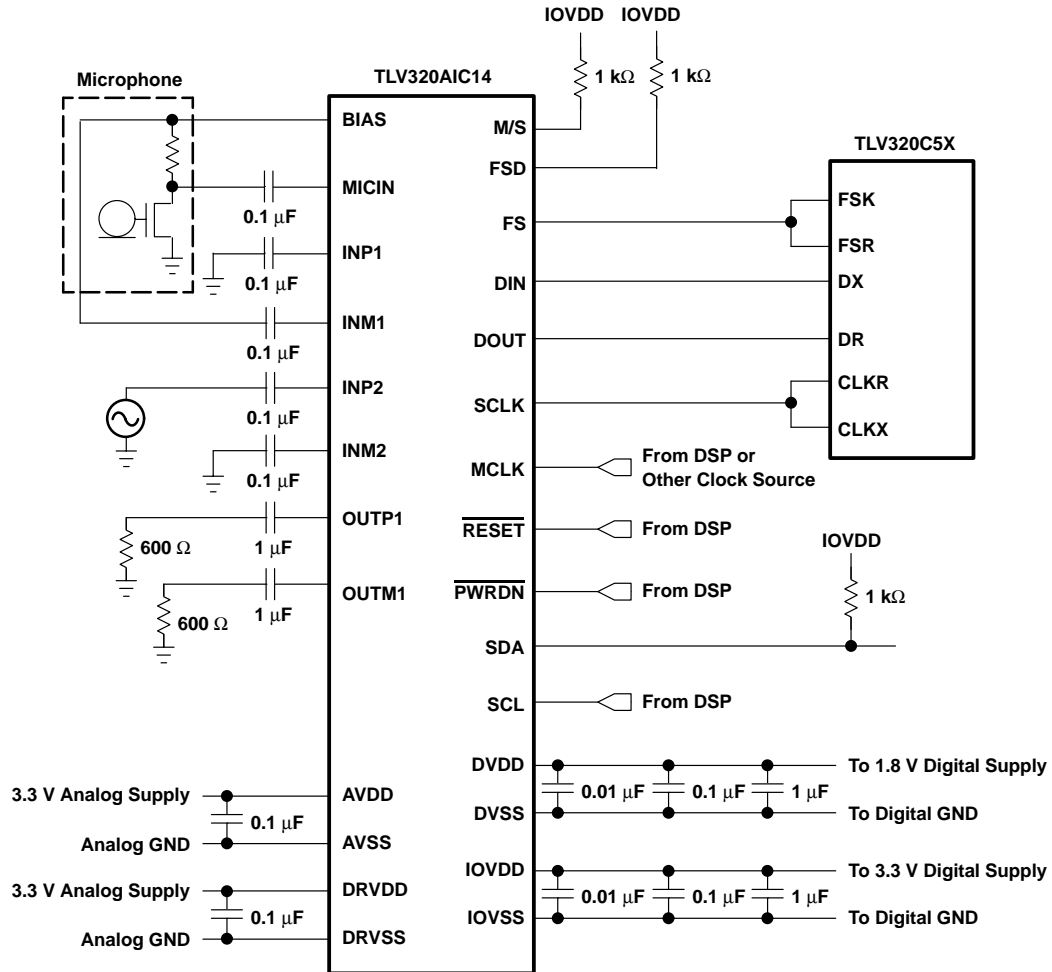 IOVDD IOVDD
1 kΩ 1 kΩ
Microphone
TLV320AIC14
BIAS
MICIN
0.1 μF
INP1
0.1 μF
INM1
0.1 μF
INP2
0.1 μF
INM2
0.1 μF
OUTP1
600 Ω
1 μF
OUTM1
600 Ω
1 μF
3.3 V Analog Supply
AVDD
0.1 μF
Analog GND
AVSS
3.3 V Analog Supply
DRVDD
0.1 μF
Analog GND
DRVSS
M/S
FSD
FS
DIN
DOUT
SCLK
MCLK
From DSP or
Other Clock Source
RESET
From DSP
PWRDN
From DSP
SDA
IOVDD
1 kΩ
SCL
From DSP
DVDD
To 1.8 V Digital Supply
0.01 μF 0.1 μF 1 μF
DVSS
To Digital GND
IOVDD
To 3.3 V Digital Supply
0.01 μF 0.1 μF 1 μF
IOVSS
To Digital GND
TLV320C5X
FSK
FSR
DX
DR
CLKR
CLKX